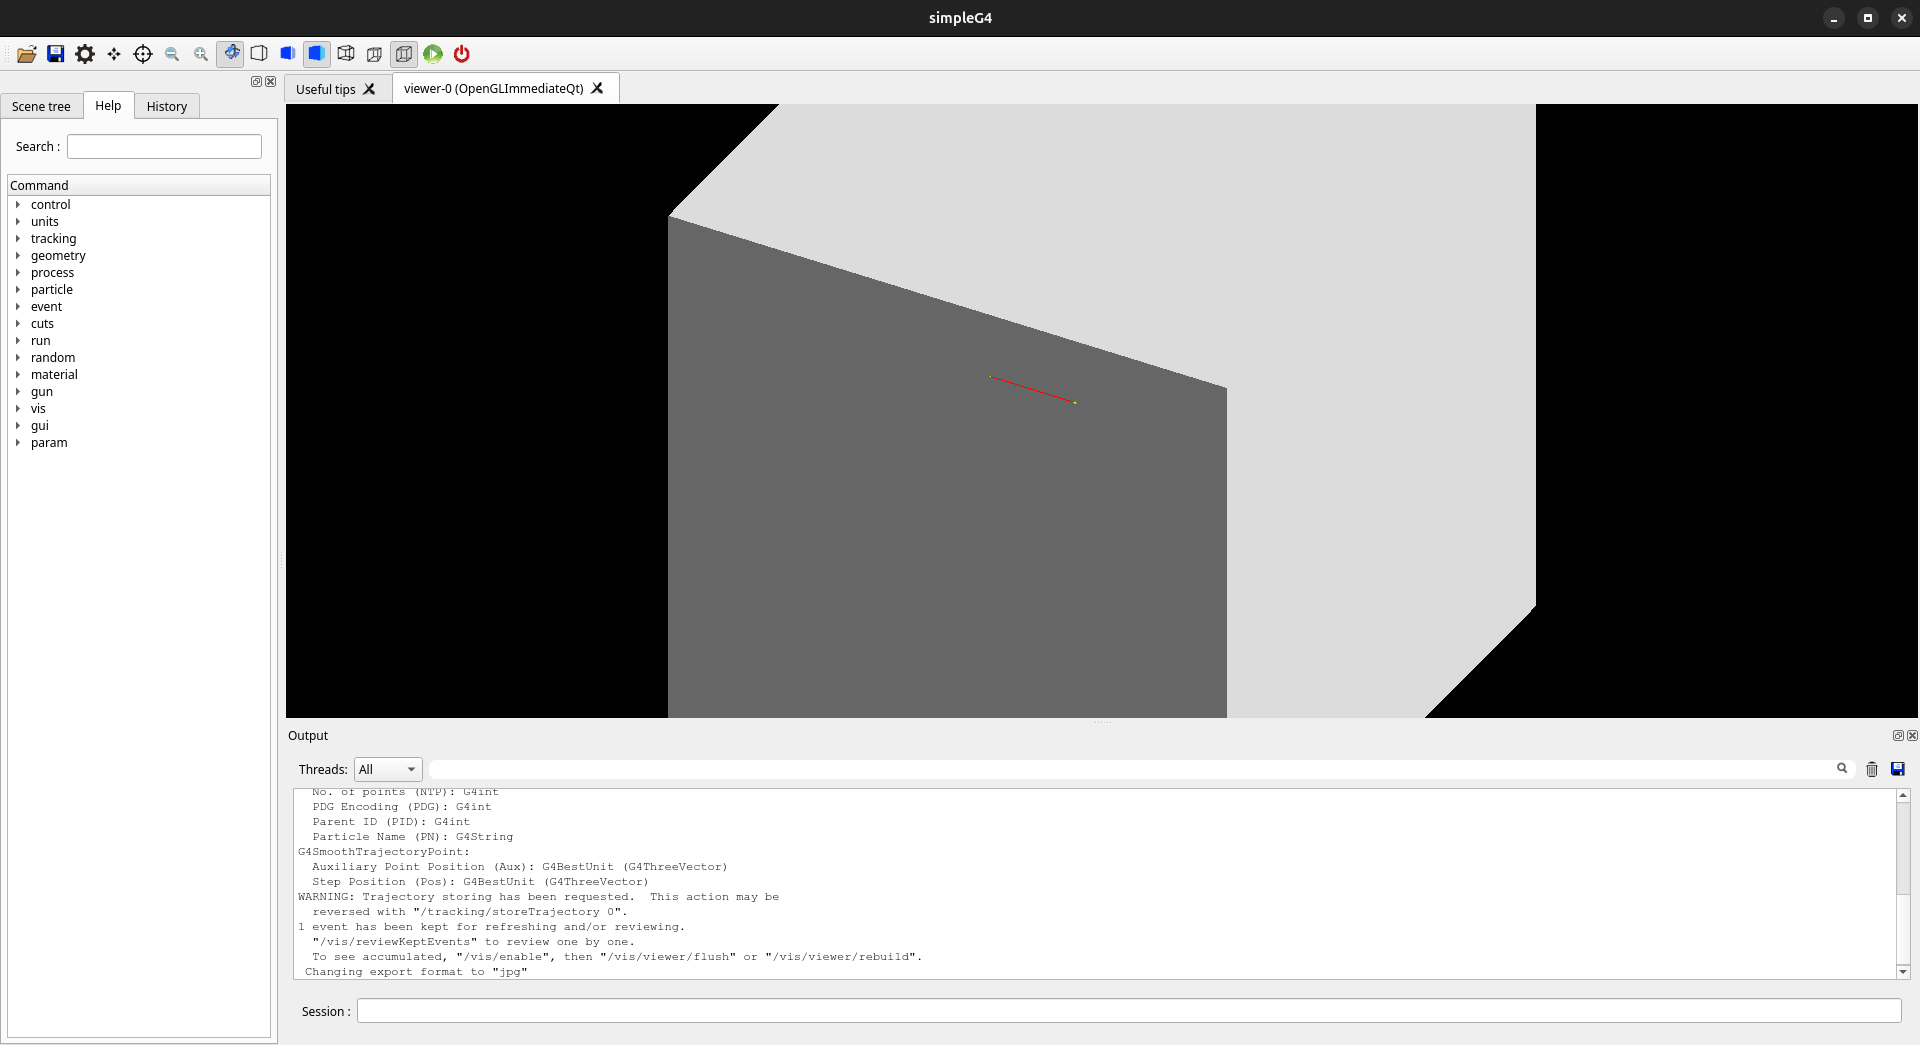 simpleG4
Useful tips
viewer-0 (OpenGLImmediateQt)
Scene tree
Help
History
Search :
Command
control
units
tracking
geometry
process
particle
event
cuts
run
random
material
gun
vis
gui
param
Output
Threads:
All
No. of points (NTP): G4int
PDG Encoding (PDG): G4int
Parent ID (PID): G4int
Particle Name (PN): G4String
G4SmoothTrajectoryPoint:
Auxiliary Point Position (Aux): G4BestUnit (G4ThreeVector)
Step Position (Pos): G4BestUnit (G4ThreeVector)
WARNING: Trajectory storing has been requested.  This action may be
reversed with "/tracking/storeTrajectory 0".
1 event has been kept for refreshing and/or reviewing.
"/vis/reviewKeptEvents" to review one by one.
To see accumulated, "/vis/enable", then "/vis/viewer/flush" or "/vis/viewer/rebuild".
Changing export format to "jpg"
Session :